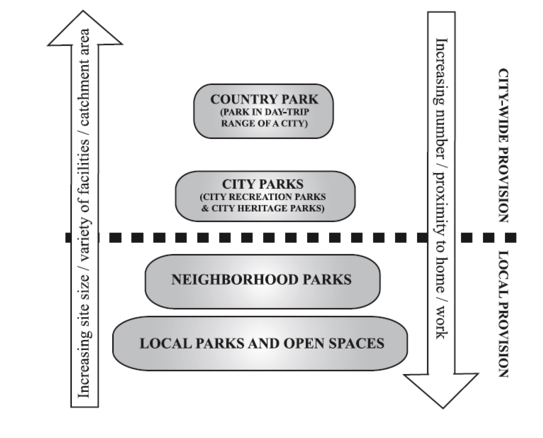 Increasing site size / variety of facilities / catchment area
COUNTRY PARK
(PARK IN DAY-TRIP
RANGE OF A CITY)
CITY PARKS
(CITY RECREATION PARKS
& CITY HERITAGE PARKS)
NEIGHBORHOOD PARKS
LOCAL PARKS AND OPEN SPACES
Increasing number / proximity to home / work
CITY-WIDE PROVISION
LOCAL PROVISION